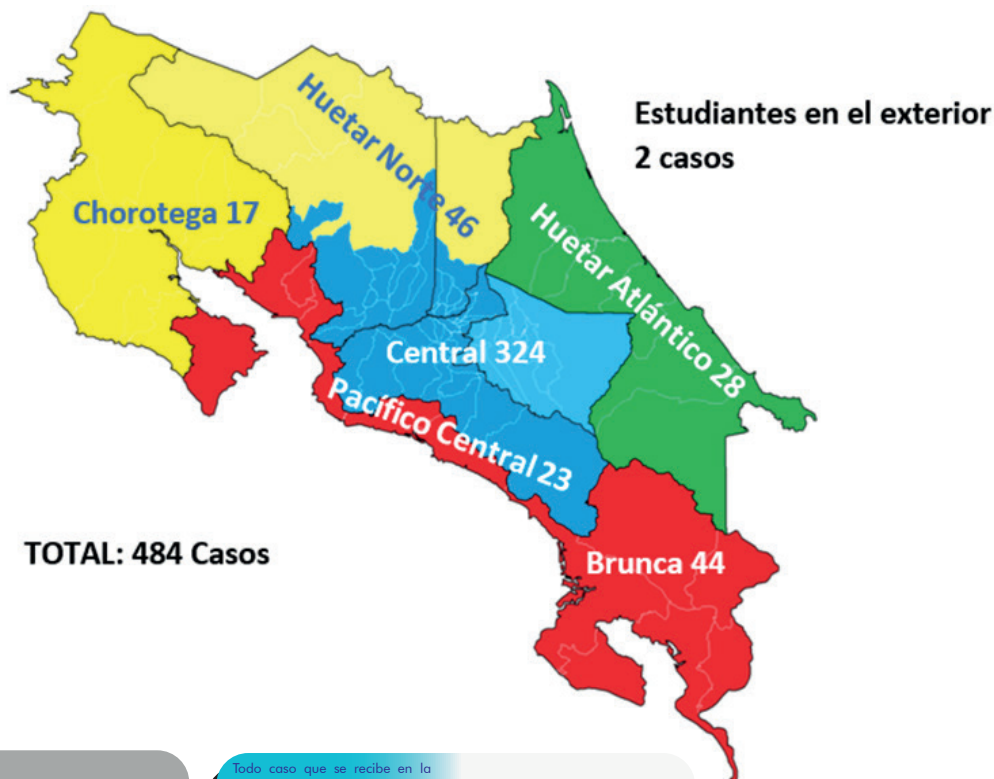 Huetar Norte 46
Estudiantes en el exterior
2 casos
Chorotega 17
Huetar Atlántico 28
Central 324
Pacífico Central 23
TOTAL: 484 Casos
Brunca 44
Todo caso que se recibe en la